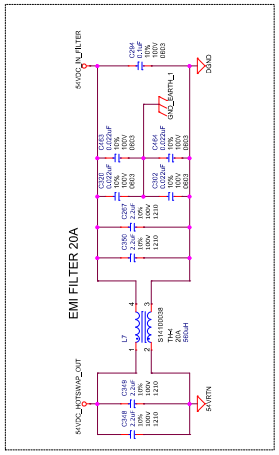 EMI FILTER 20A
54VDC_IN_FILTER
C294
0.1uF
10%
100V
0603
DGND
GND_EARTH_1
C463
0.022uF
10%
100V
0603
C464
0.022uF
10%
100V
0603
C320
0.022uF
10%
100V
0603
C302
0.022uF
10%
100V
0603
C267
2.2uF
10%
100V
1210
C350
2.2uF
10%
100V
1210
L7
4
3
1
2
S14100038
TH4
20A
560uH
54VDC_HOTSWAP_OUT
C349
2.2uF
10%
100V
1210
C348
2.2uF
10%
100V
1210
54VRTN